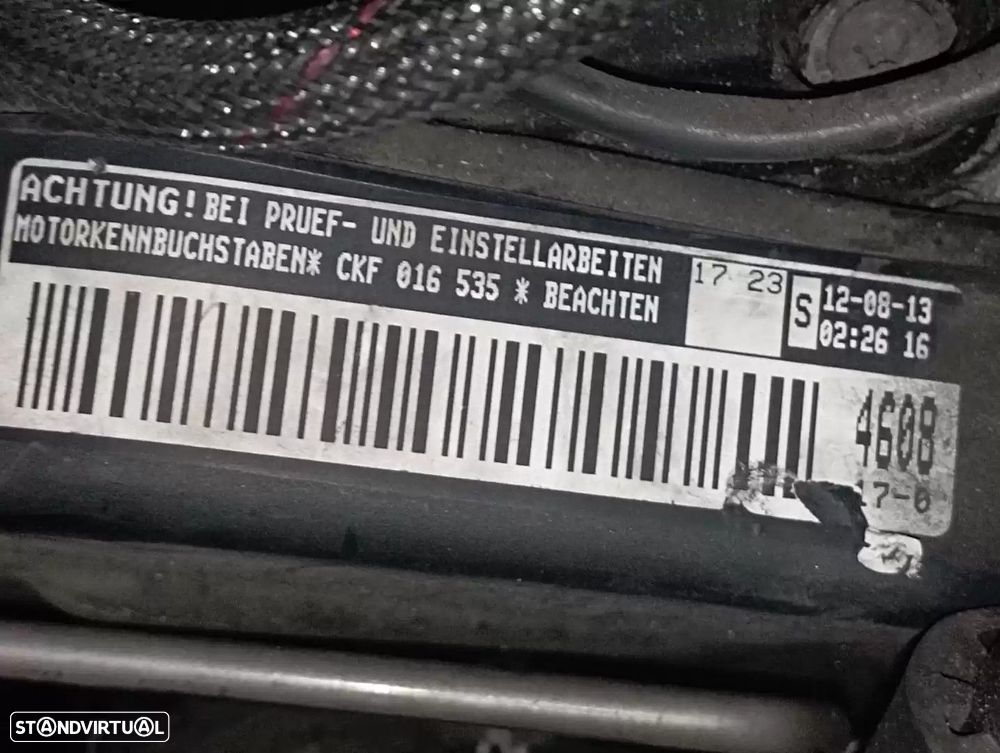 ACHTUNG! BEI PRUEF- UND EINSTELLARBEITEN
MOTORKENNBUCHSTABEN* CKF 016 535 * BEACHTEN
17 23
S
12-08-13
02:26 16
4608
17-0
STANDVIRTUAL